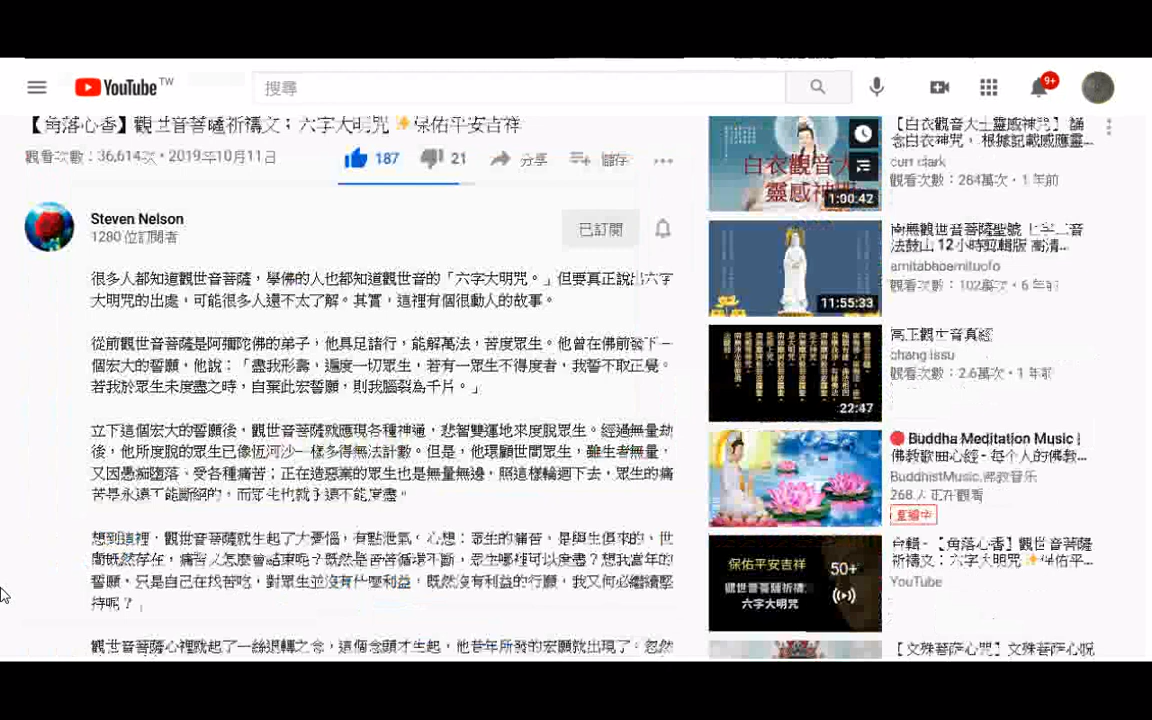 YouTube TW
搜尋
9+
【角落心香】觀世音菩薩祈禱文；六字大明咒✨保佑平安吉祥
觀看次數：36,614次・2019年10月11日
187
21
分享
儲存
Steven Nelson
1280 位訂閱者
已訂閱
很多人都知道觀世音菩薩，學佛的人也都知道觀世音的「六字大明咒。」但要真正說出六字
大明咒的出處，可能很多人還不太了解。其實，這裡有個很動人的故事。
從前觀世音菩薩是阿彌陀佛的弟子，他具足諸行，能解萬法，苦度眾生。他曾在佛前發下一
個宏大的誓願，他說：「盡我形壽，遍度一切眾生，若有一眾生不得度者，我誓不取正覺。
若我於眾生未度盡之時，自棄此宏誓願，則我腦裂為千片。」
立下這個宏大的誓願後，觀世音菩薩就應現各種神通，悲智雙運地來度脫眾生。經過無量劫
後，他所度脫的眾生已像恆河沙一樣多得無法計數。但是，他環顧世間眾生，雖生者無量，
又因愚痴墮落、受各種痛苦；正在造惡業的眾生也是無量無邊，照這樣輪迴下去，眾生的痛
苦是永遠不能斷絕的，而眾生也就永遠不能度盡。
想到這裡，觀世音菩薩就生起了大憂惱，有點泄氣，心想：眾生的痛苦，是與生俱來的，世
間既然存在，痛苦又怎麼會結束呢？既然是苦苦循環不斷，眾生哪裡可以度盡？想我當年的
誓願，只是自己在找苦吃，對眾生並沒有什麼利益，既然沒有利益的行願，我又何必繼續堅
持呢？」
觀世音菩薩心裡就起了一絲退轉之念，這個念頭才生起，他昔年所發的宏願就出現了。忽然
白衣觀音大
靈感神咒
1:00:42
【白衣觀音大士靈感神咒】 誦
念白衣神咒， 根據記載感應靈...
curr clark
觀看次數：284萬次・1 年前
11:55:33
南無觀世音菩薩聖號
法鼓山 12 小時剪輯版 高清...
amitabhaemituofo
觀看次數：102萬次・6 年前
22:47
高王觀世音真經
chang issu
觀看次數：2.6萬次・1 年前
🔴 Buddha Meditation Music |
佛教歌曲心經 - 每个人的佛教...
BuddhistMusic,佛教音乐
268 人正在觀看
直播中
保佑平安吉祥
觀世音菩薩祈禱
六字大明咒
50+
合輯 - 【角落心香】觀世音菩薩
祈禱文；六字大明咒✨保佑平...
YouTube
【文殊菩萨心咒】文殊菩萨心咒